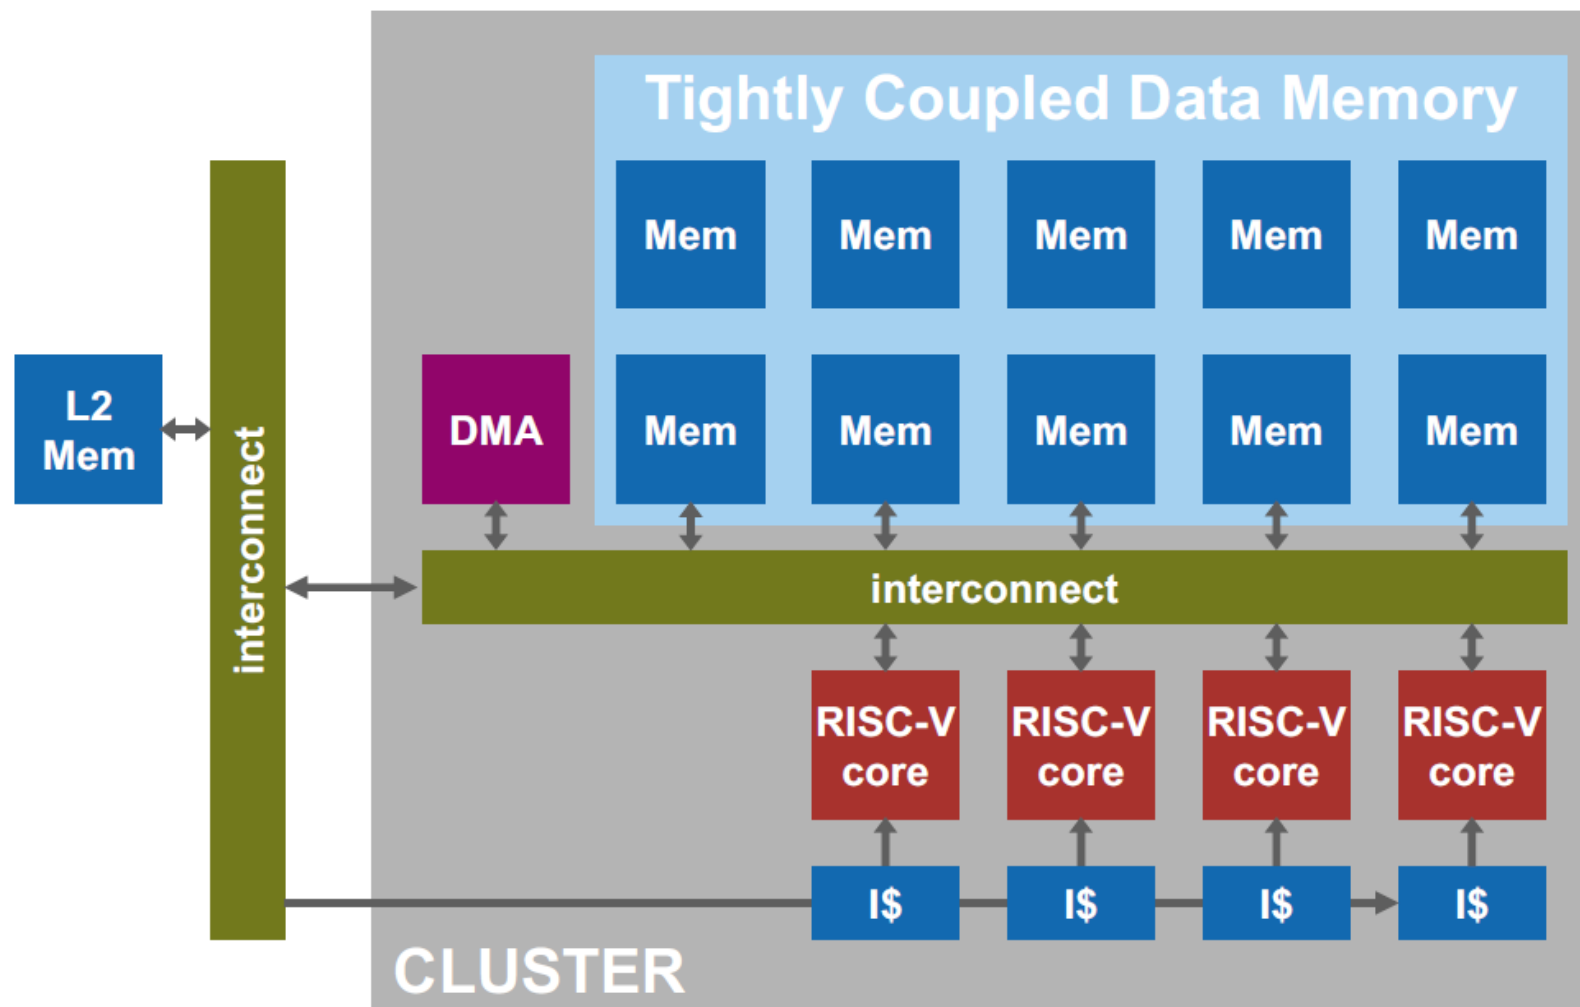 Tightly Coupled Data Memory
Mem
Mem
Mem
Mem
Mem
L2
Mem
DMA
Mem
Mem
Mem
Mem
Mem
interconnect
interconnect
RISC-V
core
RISC-V
core
RISC-V
core
RISC-V
core
I$
I$
I$
I$
CLUSTER